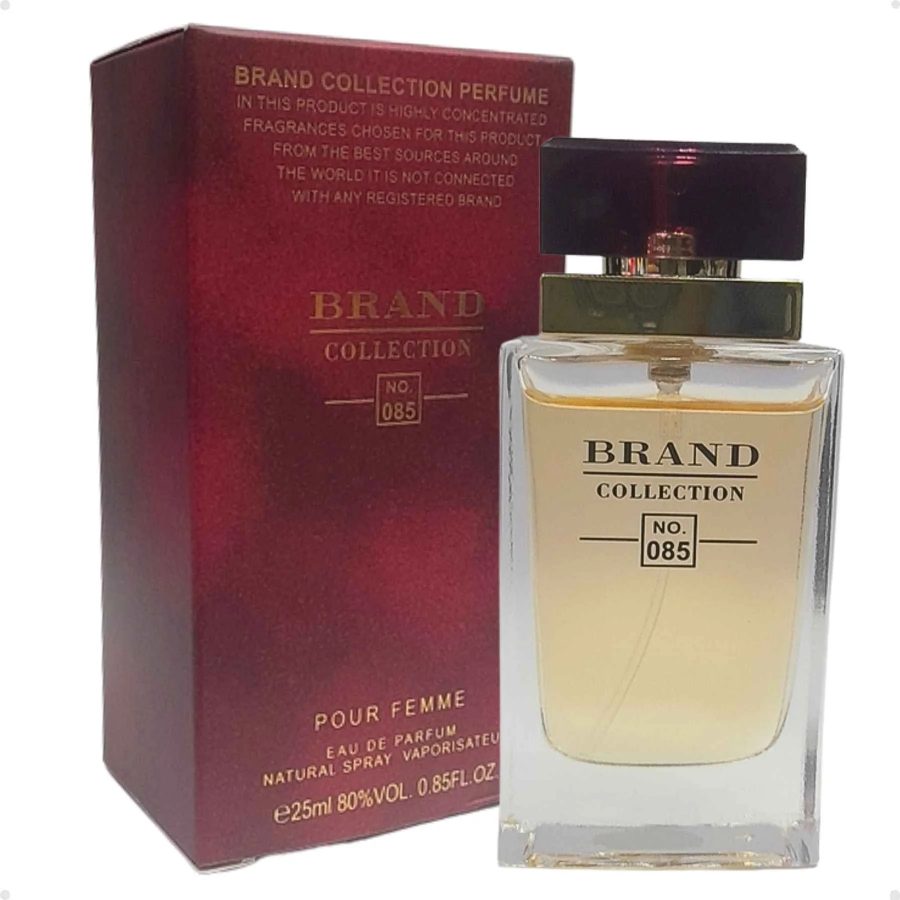 BRAND COLLECTION PERFUME
IN THIS PRODUCT IS HIGHLY CONCENTRATED
FRAGRANCES CHOSEN FOR THIS PRODUCT
FROM THE BEST SOURCES AROUND
THE WORLD IT IS NOT CONNECTED
WITH ANY REGISTERED BRAND
BRAND
COLLECTION
NO.
085
POUR FEMME
EAU DE PARFUM
NATURAL SPRAY VAPORISATEU
℮25ml 80%VOL. 0.85FL.OZ.
BRAND
COLLECTION
NO.
085